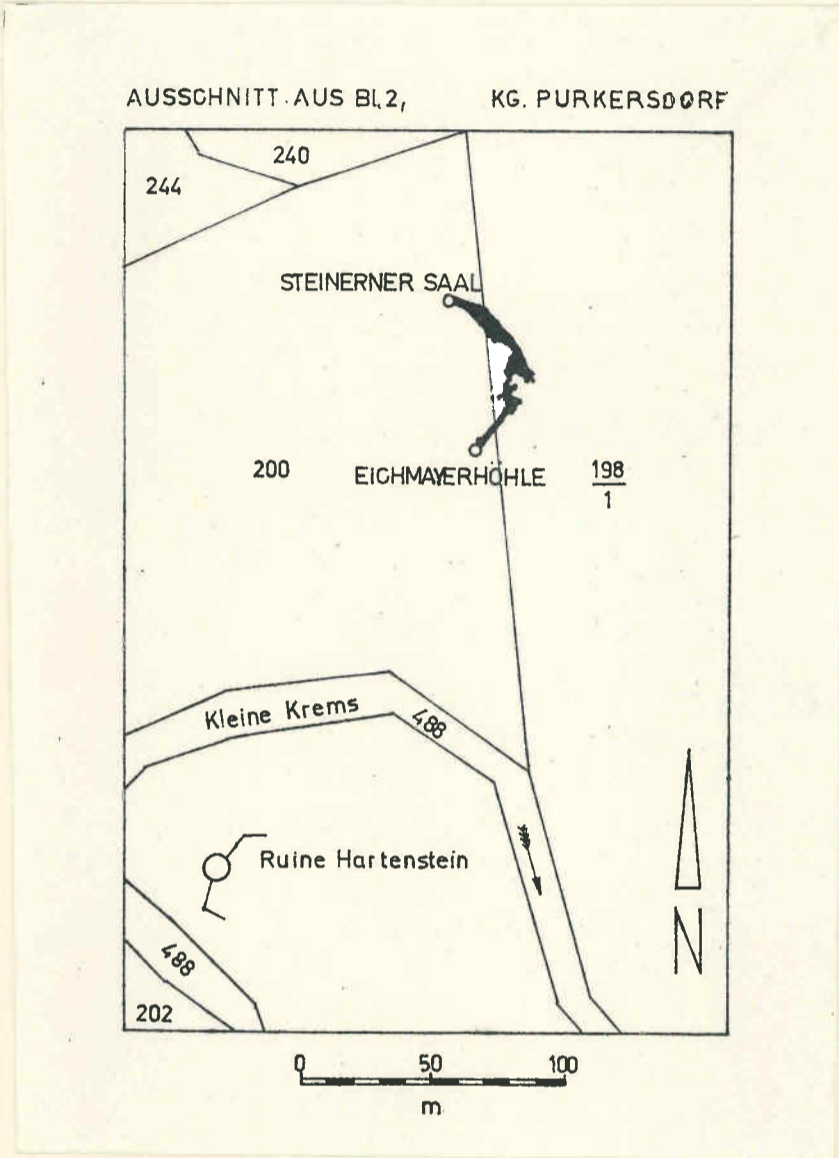 AUSSCHNITT AUS Bl.2, KG. PURKERSDORF
240
244
STEINERNER SAAL
200
EICHMAYERHÖHLE
198
1
Kleine Krems
488
Ruine Hartenstein
488
N
202
0 50 100
m